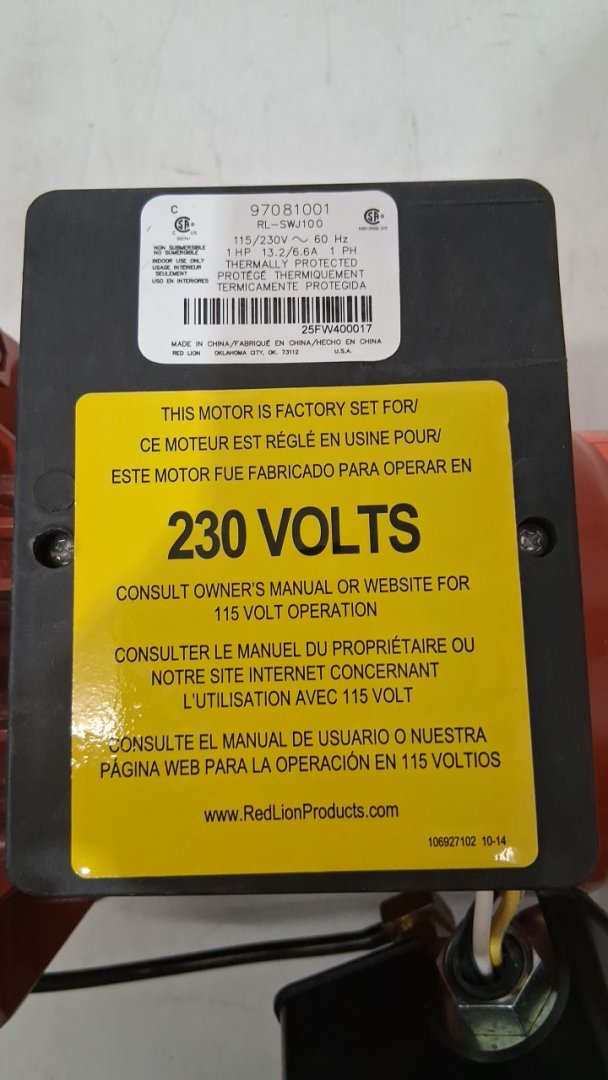 C
97081001
RL-SWJ100
115/230V ~ 60 Hz
1 HP 13.2/6.6A 1 PH
THERMALLY PROTECTED
PROTÉGÉ THERMIQUEMENT
TERMICAMENTE PROTEGIDA
C US
NON SUBMERSIBLE
NO SUMERGIBLE
INDOOR USE ONLY
USAGE INTÉRIEUR
SEULEMENT
USO EN INTERIORES
25FW400017
MADE IN CHINA/FABRIQUÉ EN CHINA/HECHO EN CHINA
RED LION OKLAHOMA CITY, OK. 73112 U.S.A.
THIS MOTOR IS FACTORY SET FOR/
CE MOTEUR EST RÉGLÉ EN USINE POUR/
ESTE MOTOR FUE FABRICADO PARA OPERAR EN
230 VOLTS
CONSULT OWNER'S MANUAL OR WEBSITE FOR
115 VOLT OPERATION
CONSULTER LE MANUEL DU PROPRIÉTAIRE OU
NOTRE SITE INTERNET CONCERNANT
L'UTILISATION AVEC 115 VOLT
CONSULTE EL MANUAL DE USUARIO O NUESTRA
PÁGINA WEB PARA LA OPERACIÓN EN 115 VOLTIOS
www.RedLionProducts.com
106927102 10-14